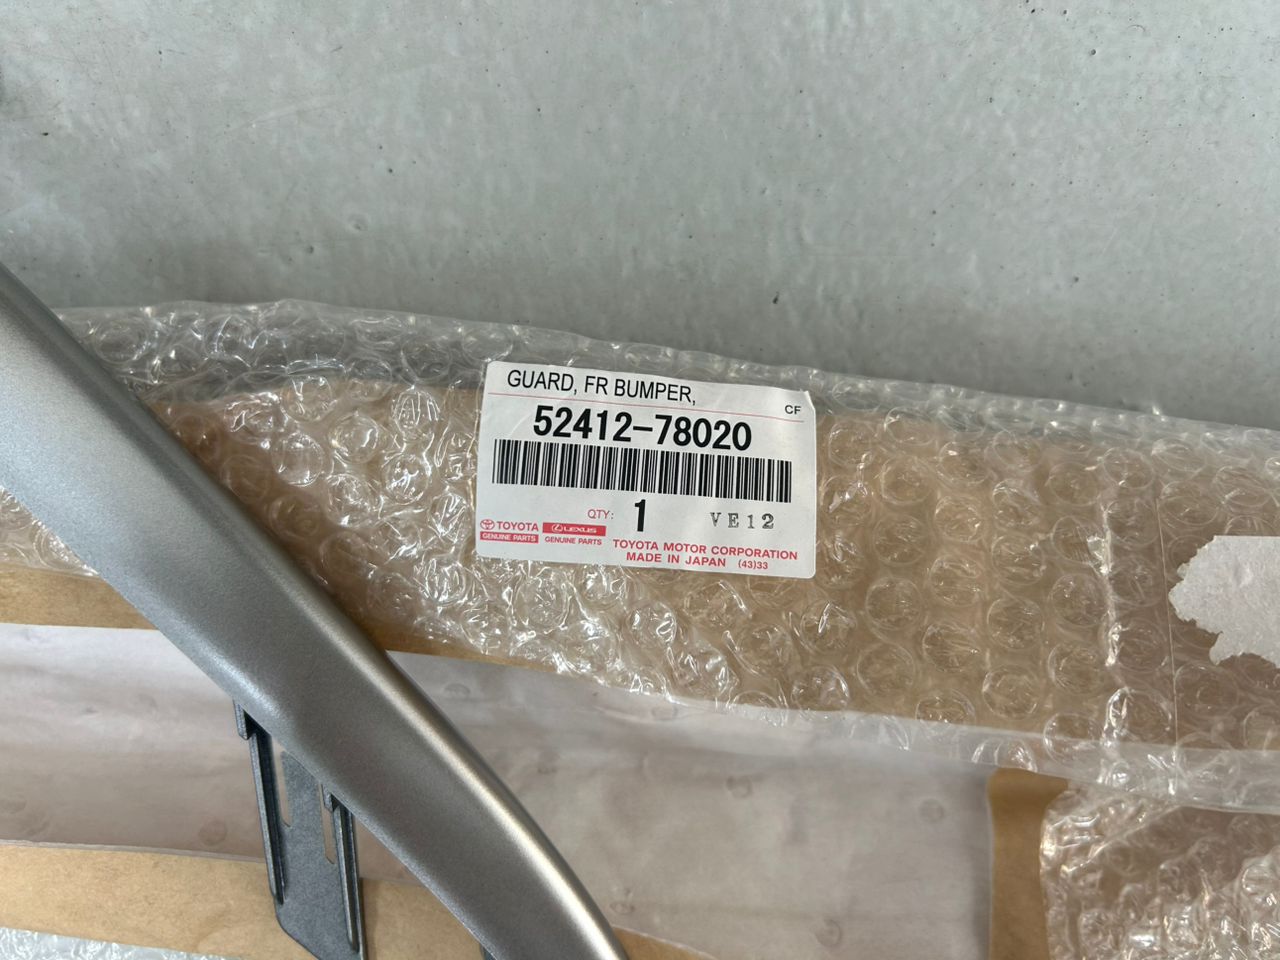 GUARD, FR BUMPER,
CF
52412-78020
QTY: 1 VE12
TOYOTA LEXUS
GENUINE PARTS GENUINE PARTS
TOYOTA MOTOR CORPORATION
MADE IN JAPAN (43)33